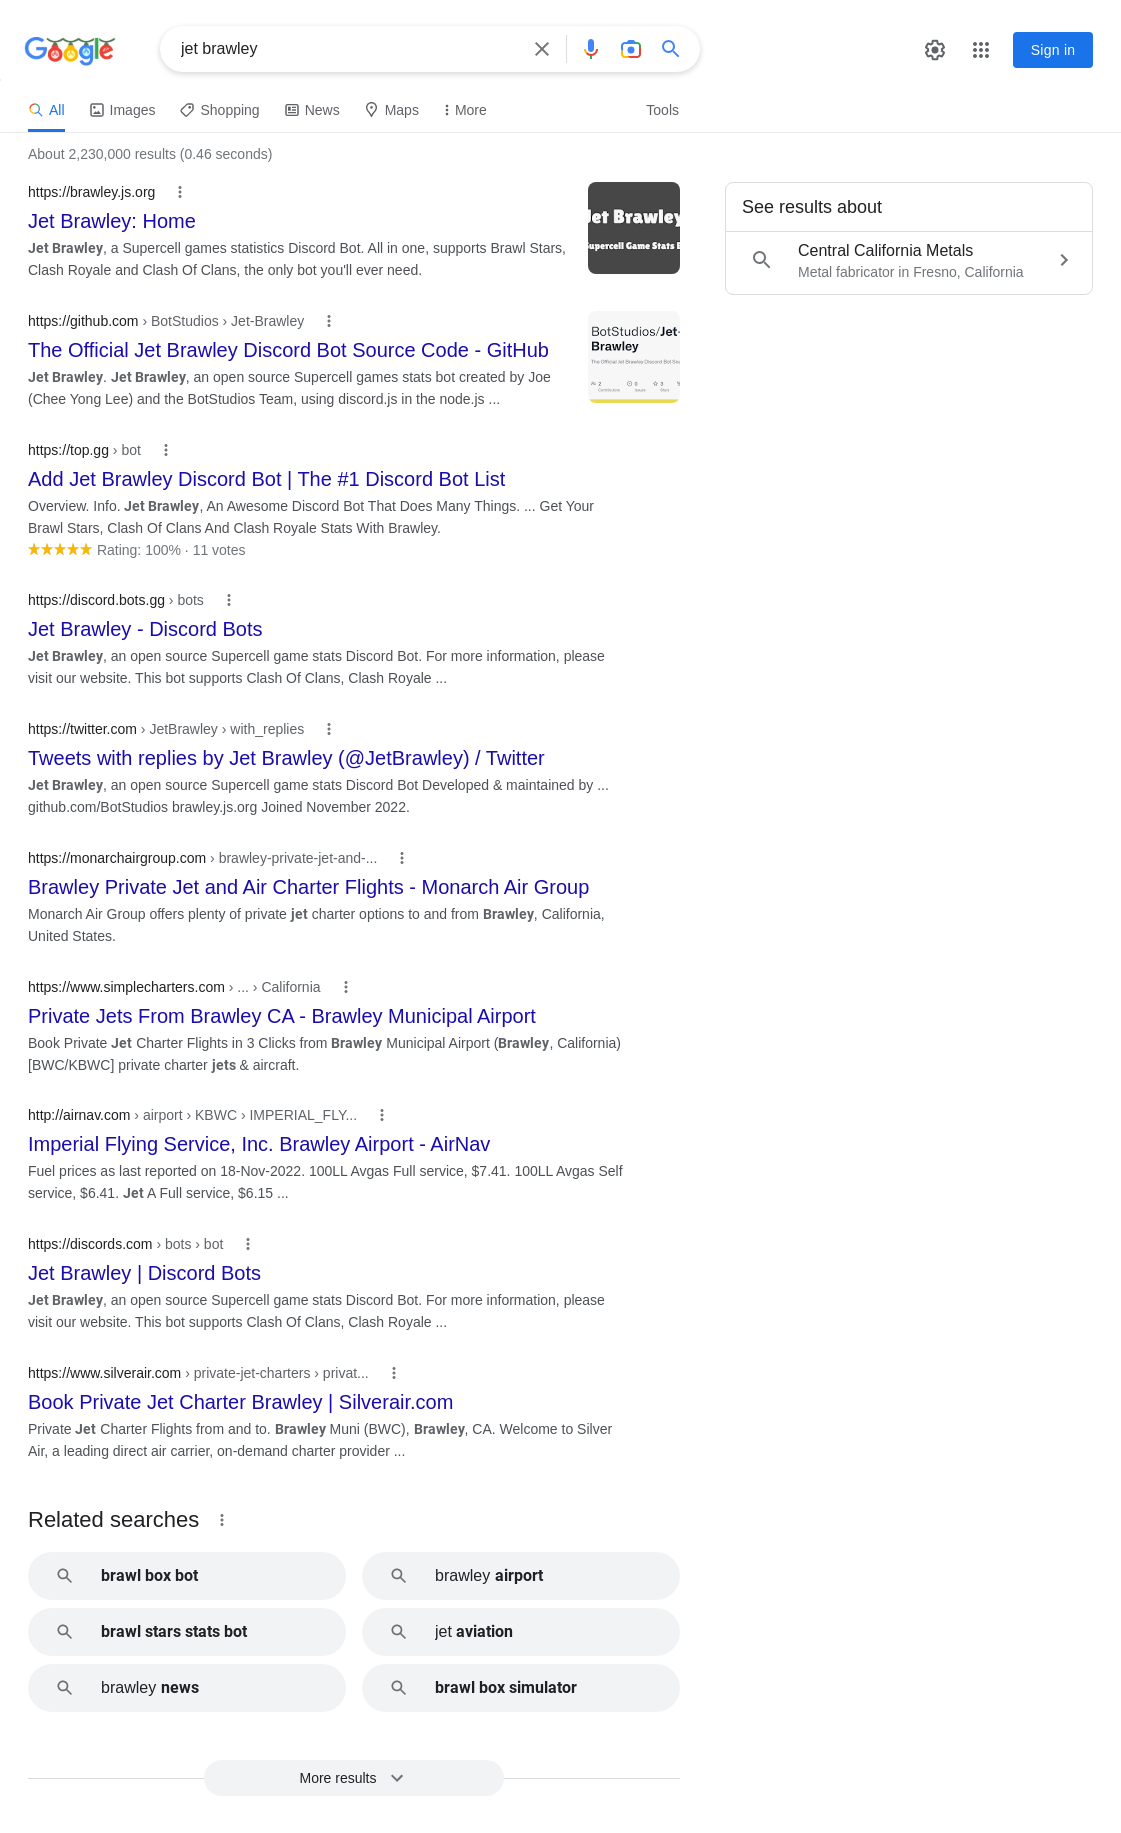 Google
jet brawley
Sign in
All
Images
Shopping
News
Maps
More
Tools
About 2,230,000 results (0.46 seconds)
https://brawley.js.org
Jet Brawley: Home
Jet Brawley, a Supercell games statistics Discord Bot. All in one, supports Brawl Stars,
Clash Royale and Clash Of Clans, the only bot you'll ever need.
Jet Brawley
Supercell Game Stats B
See results about
Central California Metals
Metal fabricator in Fresno, California
https://github.com › BotStudios › Jet-Brawley
The Official Jet Brawley Discord Bot Source Code - GitHub
Jet Brawley. Jet Brawley, an open source Supercell games stats bot created by Joe
(Chee Yong Lee) and the BotStudios Team, using discord.js in the node.js ...
BotStudios/Jet-
Brawley
The Official Jet Brawley Discord Bot Sou
https://top.gg › bot
Add Jet Brawley Discord Bot | The #1 Discord Bot List
Overview. Info. Jet Brawley, An Awesome Discord Bot That Does Many Things. ... Get Your
Brawl Stars, Clash Of Clans And Clash Royale Stats With Brawley.
Rating: 100% · 11 votes
https://discord.bots.gg › bots
Jet Brawley - Discord Bots
Jet Brawley, an open source Supercell game stats Discord Bot. For more information, please
visit our website. This bot supports Clash Of Clans, Clash Royale ...
https://twitter.com › JetBrawley › with_replies
Tweets with replies by Jet Brawley (@JetBrawley) / Twitter
Jet Brawley, an open source Supercell game stats Discord Bot Developed & maintained by ...
github.com/BotStudios brawley.js.org Joined November 2022.
https://monarchairgroup.com › brawley-private-jet-and-...
Brawley Private Jet and Air Charter Flights - Monarch Air Group
Monarch Air Group offers plenty of private jet charter options to and from Brawley, California,
United States.
https://www.simplecharters.com › ... › California
Private Jets From Brawley CA - Brawley Municipal Airport
Book Private Jet Charter Flights in 3 Clicks from Brawley Municipal Airport (Brawley, California)
[BWC/KBWC] private charter jets & aircraft.
http://airnav.com › airport › KBWC › IMPERIAL_FLY...
Imperial Flying Service, Inc. Brawley Airport - AirNav
Fuel prices as last reported on 18-Nov-2022. 100LL Avgas Full service, $7.41. 100LL Avgas Self
service, $6.41. Jet A Full service, $6.15 ...
https://discords.com › bots › bot
Jet Brawley | Discord Bots
Jet Brawley, an open source Supercell game stats Discord Bot. For more information, please
visit our website. This bot supports Clash Of Clans, Clash Royale ...
https://www.silverair.com › private-jet-charters › privat...
Book Private Jet Charter Brawley | Silverair.com
Private Jet Charter Flights from and to. Brawley Muni (BWC), Brawley, CA. Welcome to Silver
Air, a leading direct air carrier, on-demand charter provider ...
Related searches
brawl box bot
brawley airport
brawl stars stats bot
jet aviation
brawley news
brawl box simulator
More results